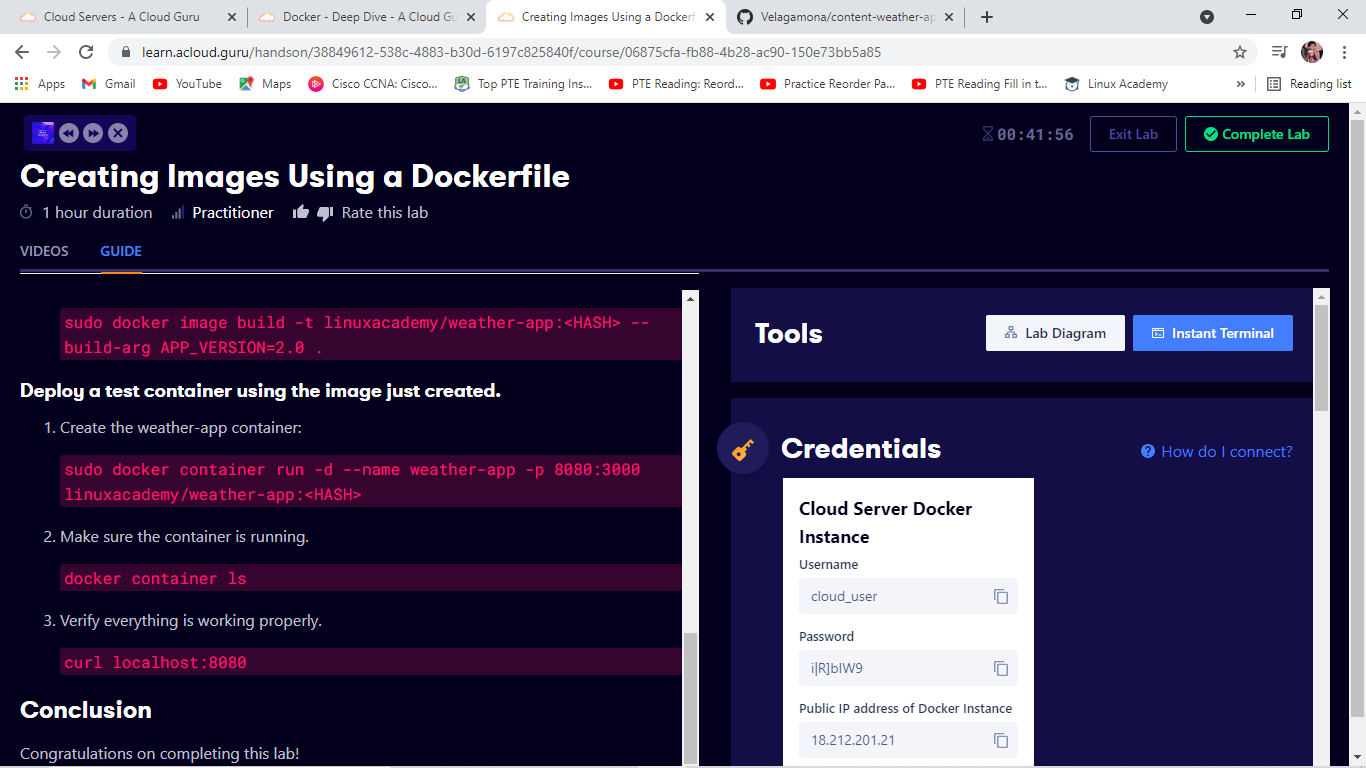 Cloud Servers - A Cloud Guru
Docker - Deep Dive - A Cloud Gu
Creating Images Using a Dockerf
Velagamona/content-weather-ap
learn.acloud.guru/handson/38849612-538c-4883-b30d-6197c825840f/course/06875cfa-fb88-4b28-ac90-150e73bb5a85
Apps
Gmail
YouTube
Maps
Cisco CCNA: Cisco...
Top PTE Training Ins...
PTE Reading: Reord...
Practice Reorder Pa...
PTE Reading Fill in t...
Linux Academy
»
Reading list
00:41:56
Exit Lab
Complete Lab
Creating Images Using a Dockerfile
1 hour duration
Practitioner
Rate this lab
VIDEOS
GUIDE
sudo docker image build -t linuxacademy/weather-app:<HASH> --
build-arg APP_VERSION=2.0 .
Deploy a test container using the image just created.
1. Create the weather-app container:
sudo docker container run -d --name weather-app -p 8080:3000
linuxacademy/weather-app:<HASH>
2. Make sure the container is running.
docker container ls
3. Verify everything is working properly.
curl localhost:8080
Conclusion
Congratulations on completing this lab!
Tools
Lab Diagram
Instant Terminal
Credentials
How do I connect?
Cloud Server Docker
Instance
Username
cloud_user
Password
Public IP address of Docker Instance
18.212.201.21